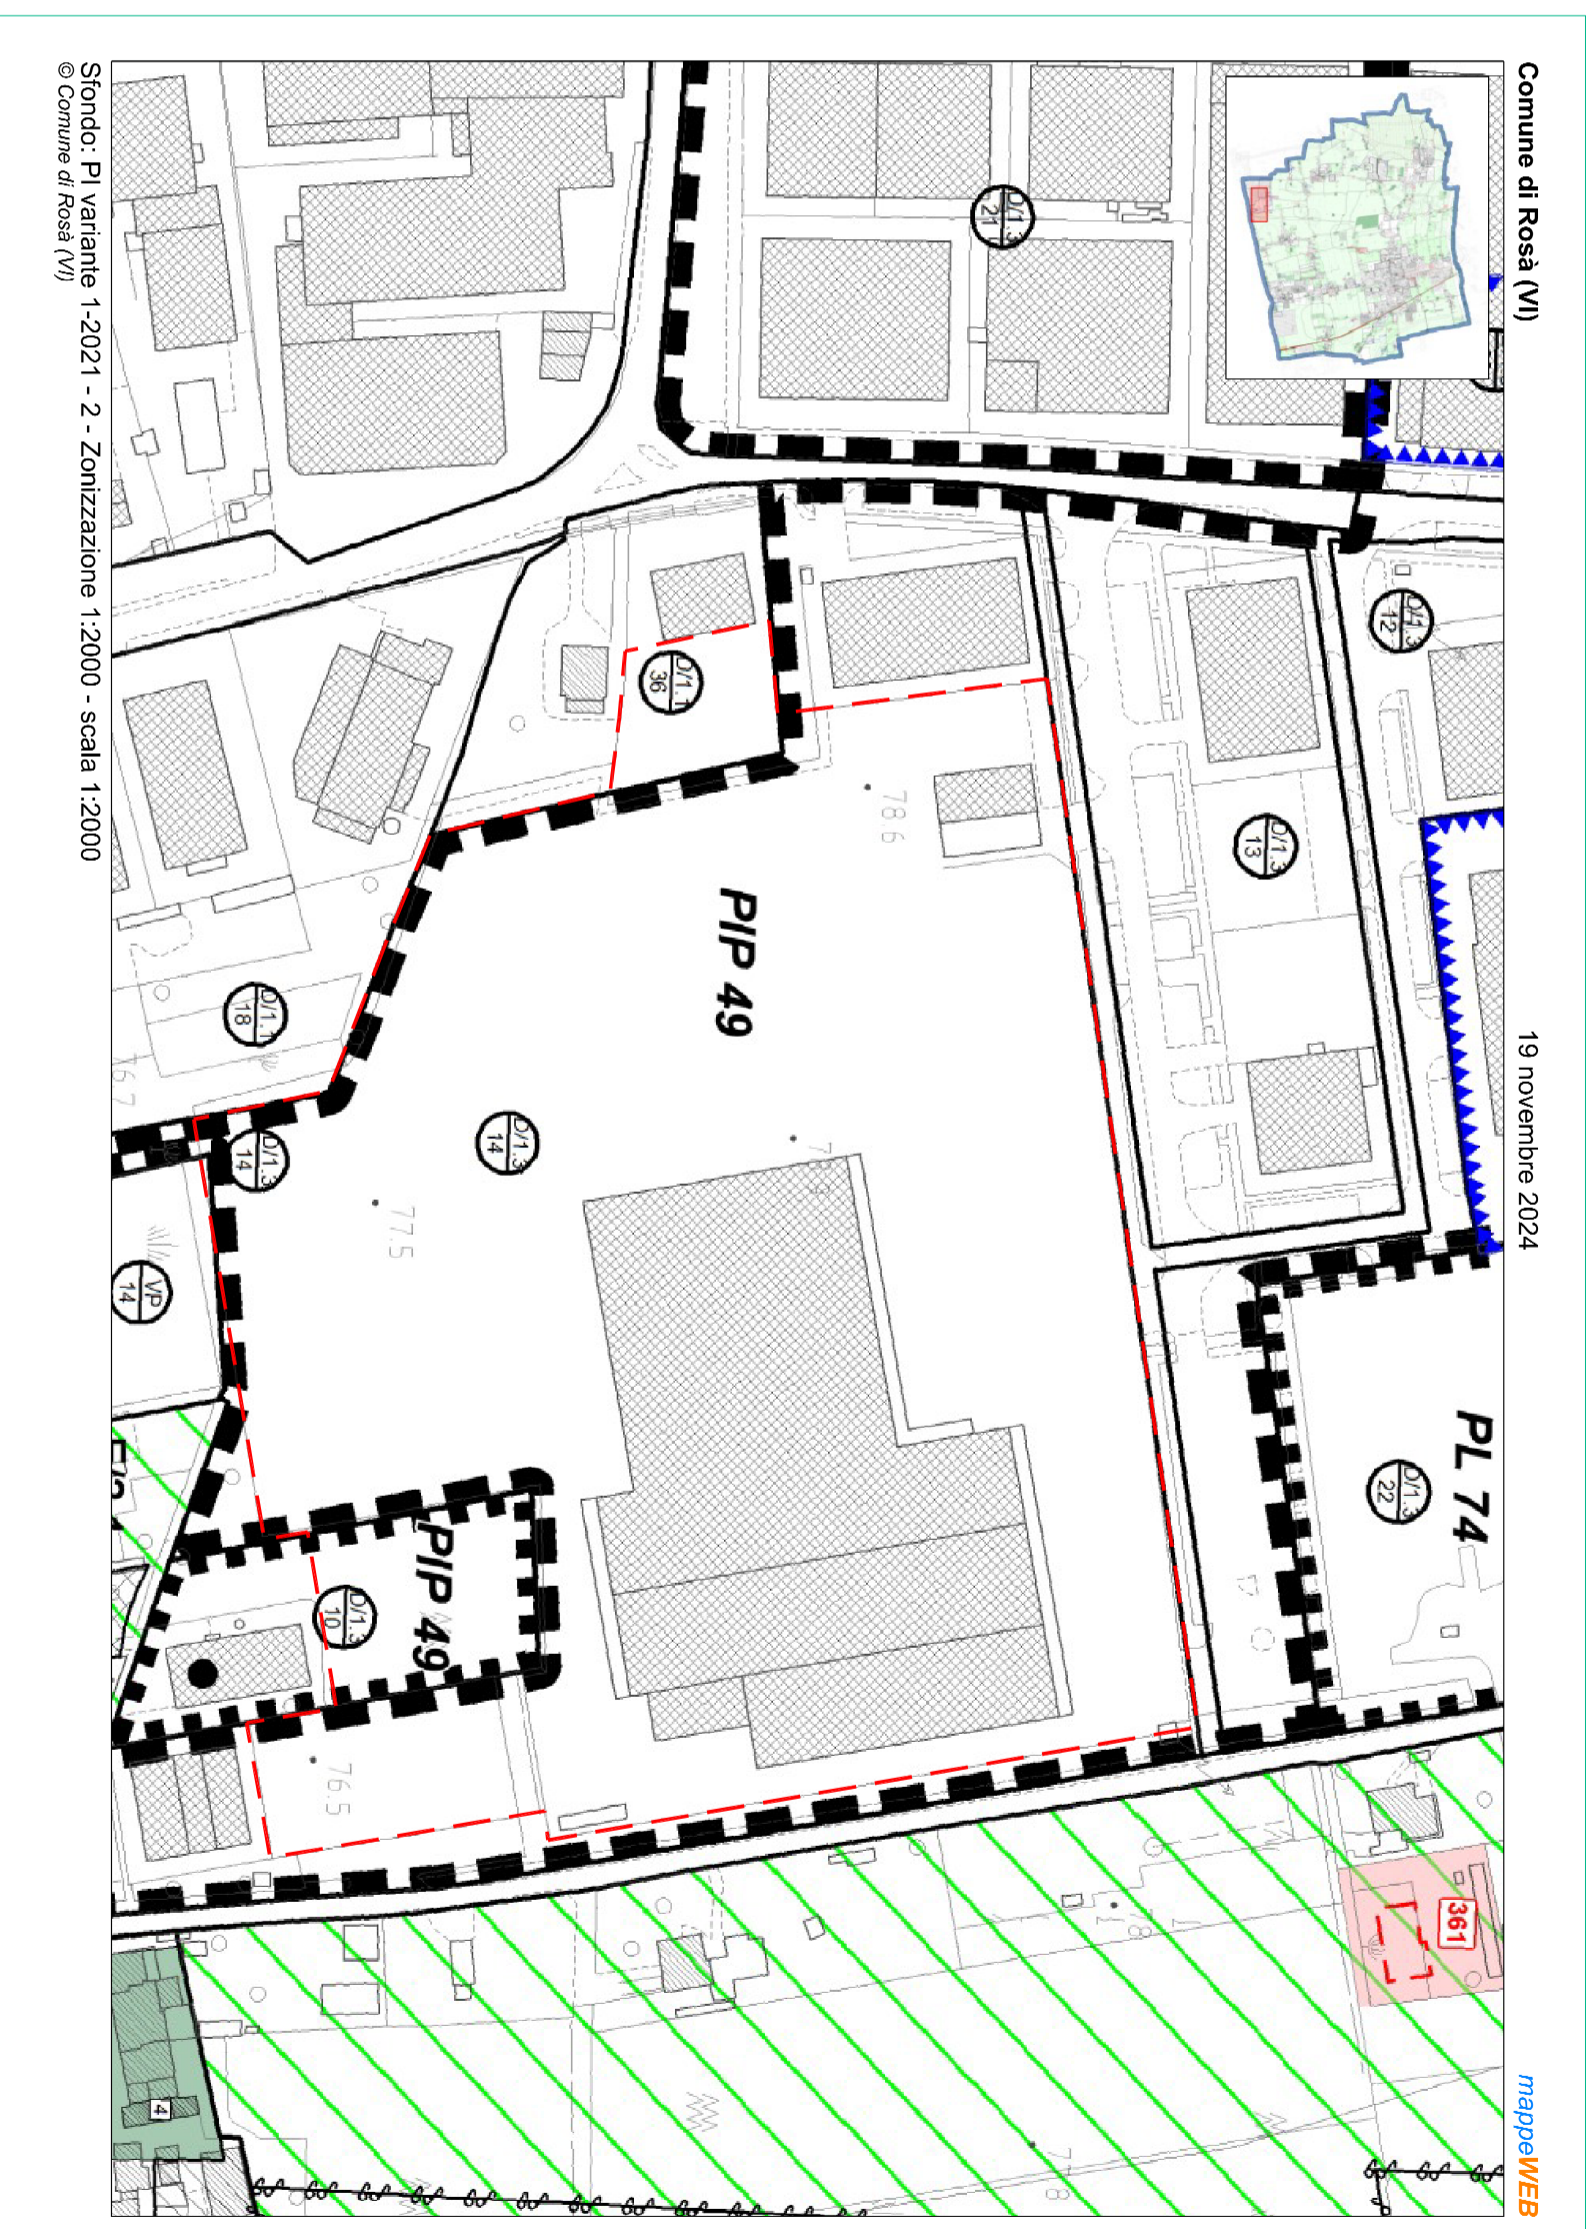 Comune di Rosà (VI)
19 novembre 2024
mappeWEB
D/1.3
21
D/1.3
12
D/1.3
13
PL 74
D/1.3
22
361
D/1.1
36
78.6
PIP 49
D/1.3
14
77.5
D/1.1
18
76.7
D/1.3
14
VP
14
PIP 49
D/1.3
10
76.5
4
Sfondo: PI variante 1-2021 - 2 - Zonizzazione 1:2000 - scala 1:2000
© Comune di Rosà (VI)